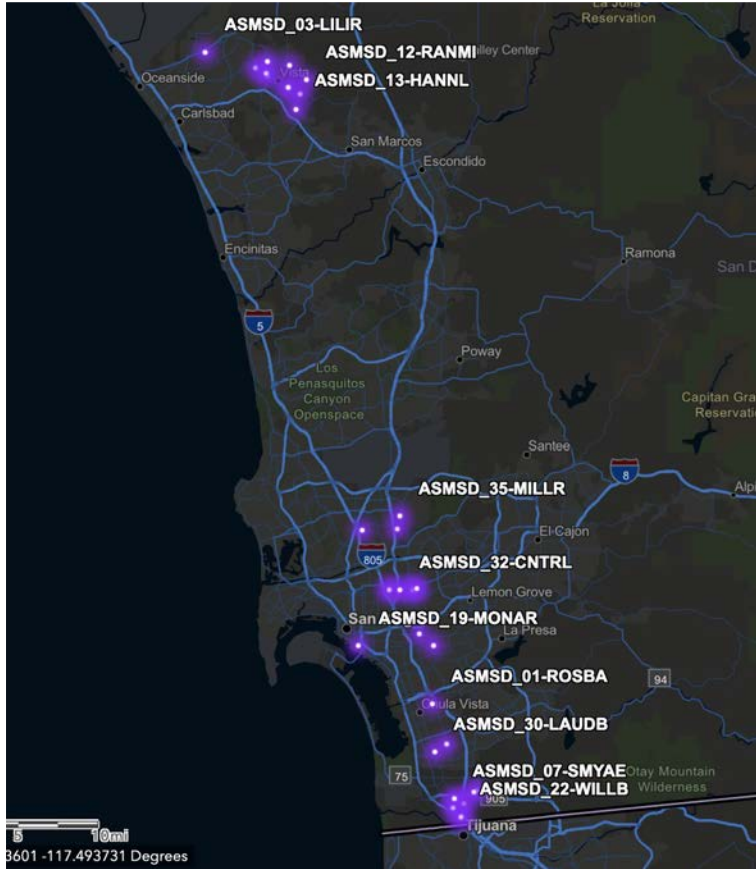 La Jolla
Reservation
ASMSD_03-LILIR
ASMSD_12-RANMI
alley Center
Vista
Oceanside
ASMSD_13-HANNL
Carlsbad
San Marcos
Escondido
Encinitas
Ramona
San D
5
Los
Penasquitos
Canyon
Openspace
Poway
Capitan Gra
Reservatio
Santee
8
Alpi
ASMSD_35-MILLR
El Cajon
805
ASMSD_32-CNTRL
Lemon Grove
San
ASMSD_19-MONAR
La Presa
ASMSD_01-ROSBA
94
Chula Vista
ASMSD_30-LAUDB
75
ASMSD_07-SMYAE
Otay Mountain
Wilderness
ASMSD_22-WILLB
905
Tijuana
5 10mi
3601 -117.493731 Degrees